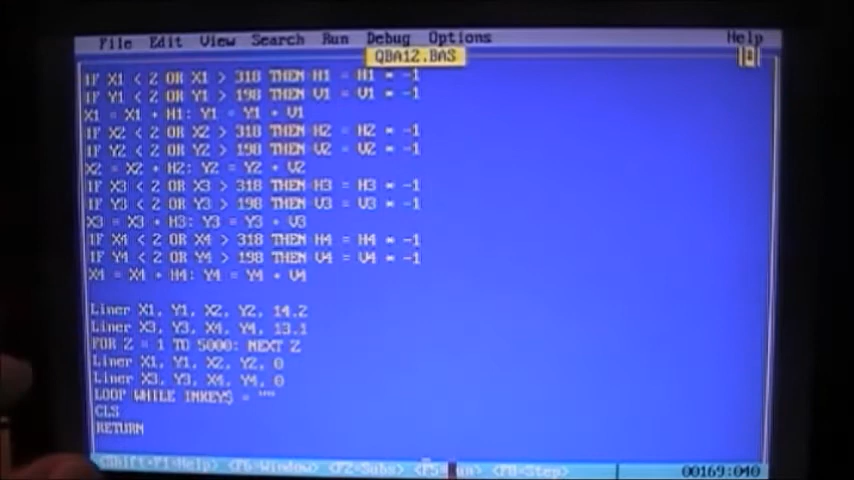 File Edit View Search Run Debug Options Help
QBA12.BAS
IF X1 < 2 OR X1 > 318 THEN H1 = H1 * -1
IF Y1 < 2 OR Y1 > 198 THEN V1 = V1 * -1
X1 = X1 + H1: Y1 = Y1 + V1
IF X2 < 2 OR X2 > 318 THEN H2 = H2 * -1
IF Y2 < 2 OR Y2 > 198 THEN V2 = V2 * -1
X2 = X2 + H2: Y2 = Y2 + V2
IF X3 < 2 OR X3 > 318 THEN H3 = H3 * -1
IF Y3 < 2 OR Y3 > 198 THEN V3 = V3 * -1
X3 = X3 + H3: Y3 = Y3 + V3
IF X4 < 2 OR X4 > 318 THEN H4 = H4 * -1
IF Y4 < 2 OR Y4 > 198 THEN V4 = V4 * -1
X4 = X4 + H4: Y4 = Y4 + V4
Liner X1, Y1, X2, Y2, 14.2
Liner X3, Y3, X4, Y4, 13.1
FOR Z = 1 TO 5000: NEXT Z
Liner X1, Y1, X2, Y2, 0
Liner X3, Y3, X4, Y4, 0
LOOP WHILE INKEY$ = ""
CLS
RETURN
<Shift+F1=Help> <F6=Window> <F2=Subs> <F5=Run> <F8=Step> 00169:040